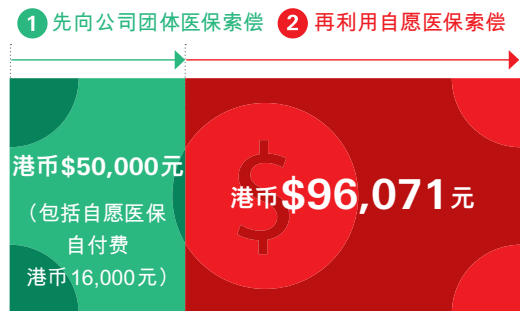 1 先向公司团体医保索偿 2 再利用自愿医保索偿
港币$50,000元
（包括自愿医保
自付费
港币16,000元）
$
港币$96,071元